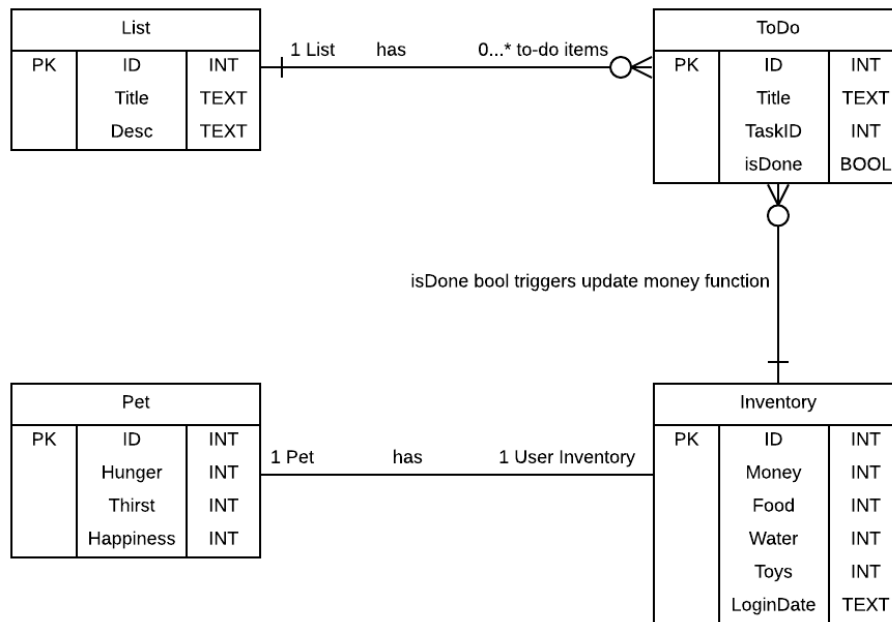 List
PK ID INT
Title TEXT
Desc TEXT
1 List has 0...* to-do items
ToDo
PK ID INT
Title TEXT
TaskID INT
isDone BOOL
isDone bool triggers update money function
Pet
PK ID INT
Hunger INT
Thirst INT
Happiness INT
1 Pet has 1 User Inventory
Inventory
PK ID INT
Money INT
Food INT
Water INT
Toys INT
LoginDate TEXT